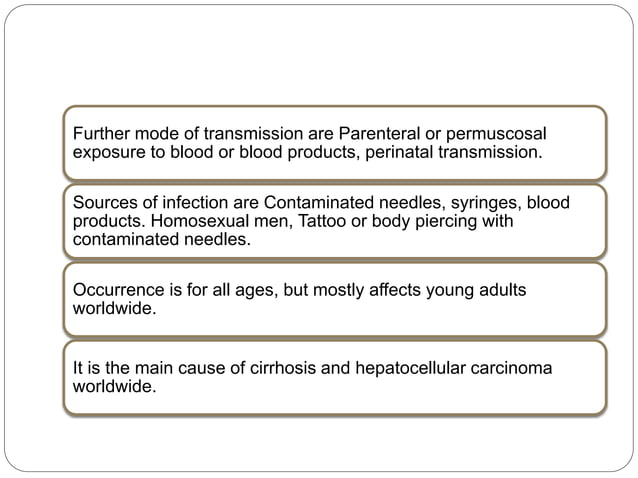 Further mode of transmission are Parenteral or permuscosal
exposure to blood or blood products, perinatal transmission.
Sources of infection are Contaminated needles, syringes, blood
products. Homosexual men, Tattoo or body piercing with
contaminated needles.
Occurrence is for all ages, but mostly affects young adults
worldwide.
It is the main cause of cirrhosis and hepatocellular carcinoma
worldwide.